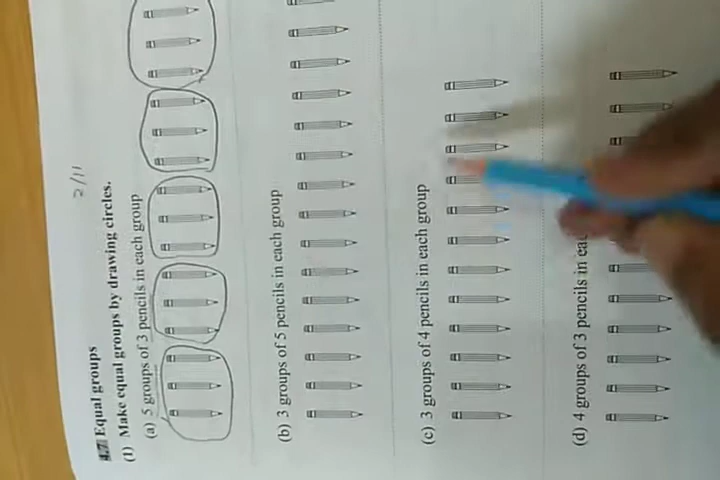 2/11
4.7 Equal groups
(1) Make equal groups by drawing circles.
(a) 5 groups of 3 pencils in each group
(b) 3 groups of 5 pencils in each group
(c) 3 groups of 4 pencils in each group
(d) 4 groups of 3 pencils in